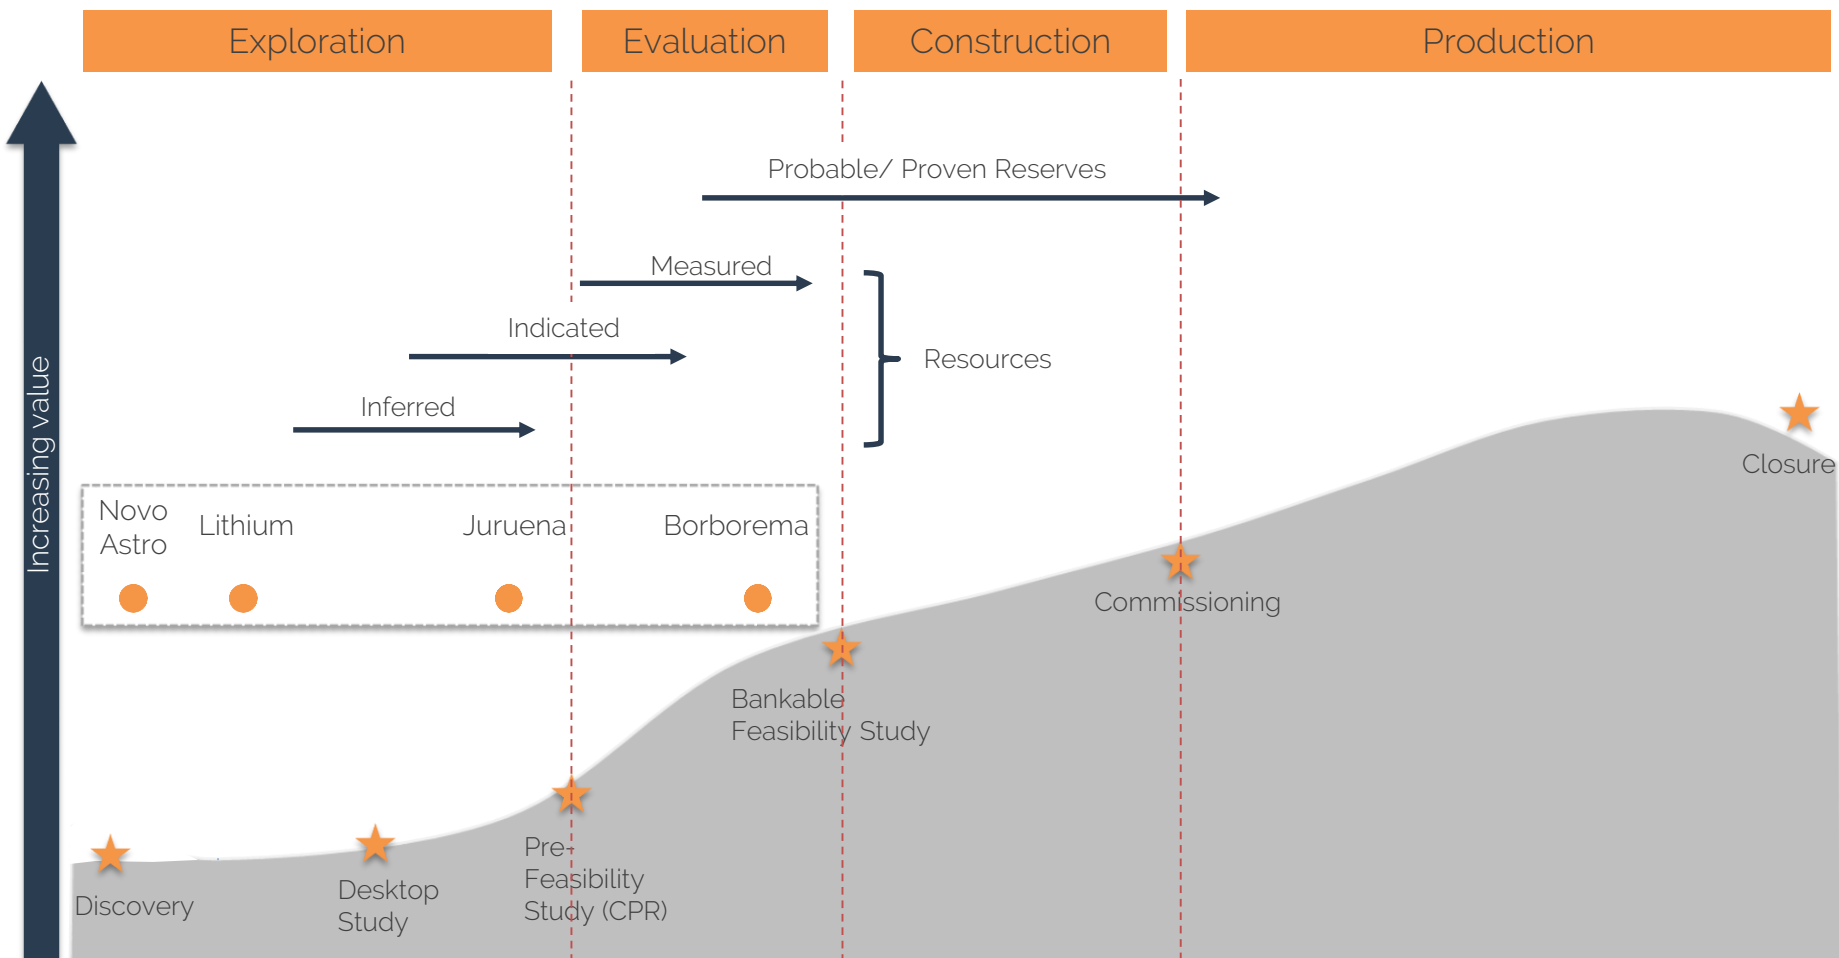 Exploration
Evaluation
Construction
Production
Increasing value
Probable/ Proven Reserves
Measured
Indicated
Inferred
Resources
Novo
Astro
Lithium
Juruena
Borborema
Closure
Commissioning
Bankable
Feasibility Study
Pre-
Feasibility
Study (CPR)
Desktop
Study
Discovery